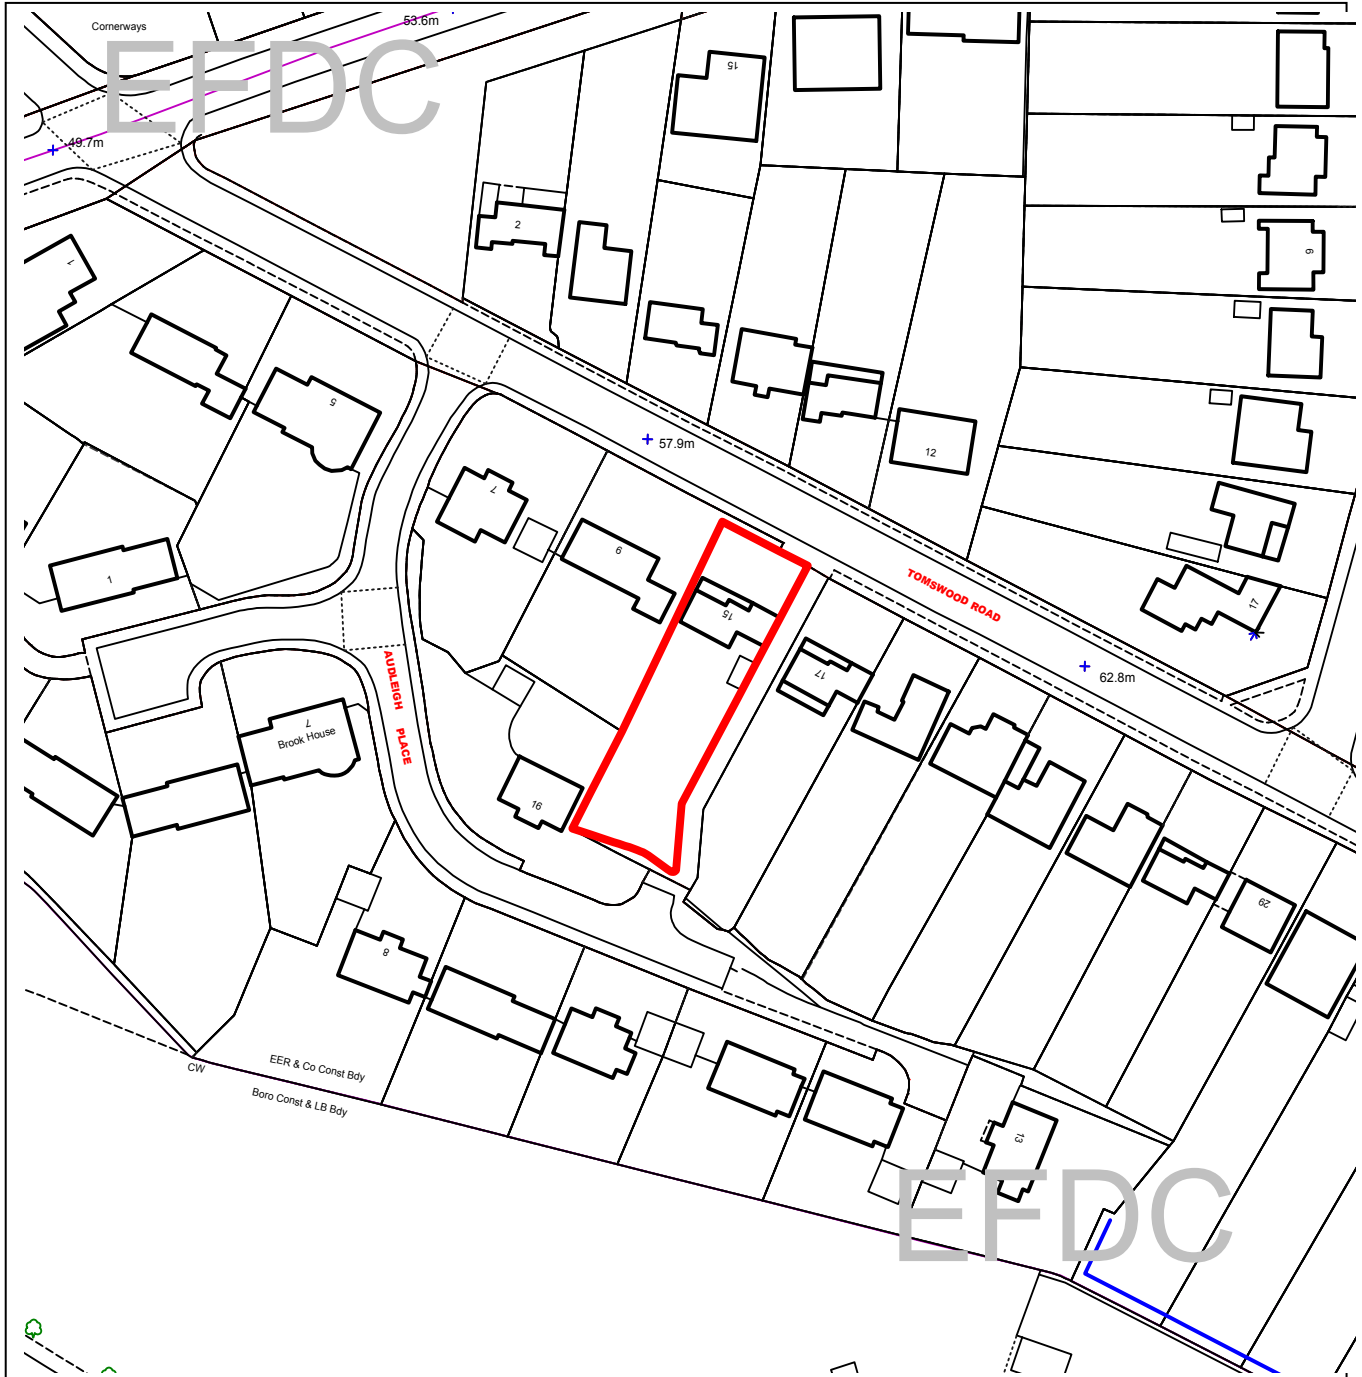 Cornerways
53.6m
EFDC
49.7m
15
2
1
6
5
57.9m
12
7
9
1
TOMSWOOD ROAD
17
15
AUDLEIGH PLACE
17
62.8m
7
Brook House
16
29
8
EER & Co Const Bdy
CW
Boro Const & LB Bdy
13
EFDC